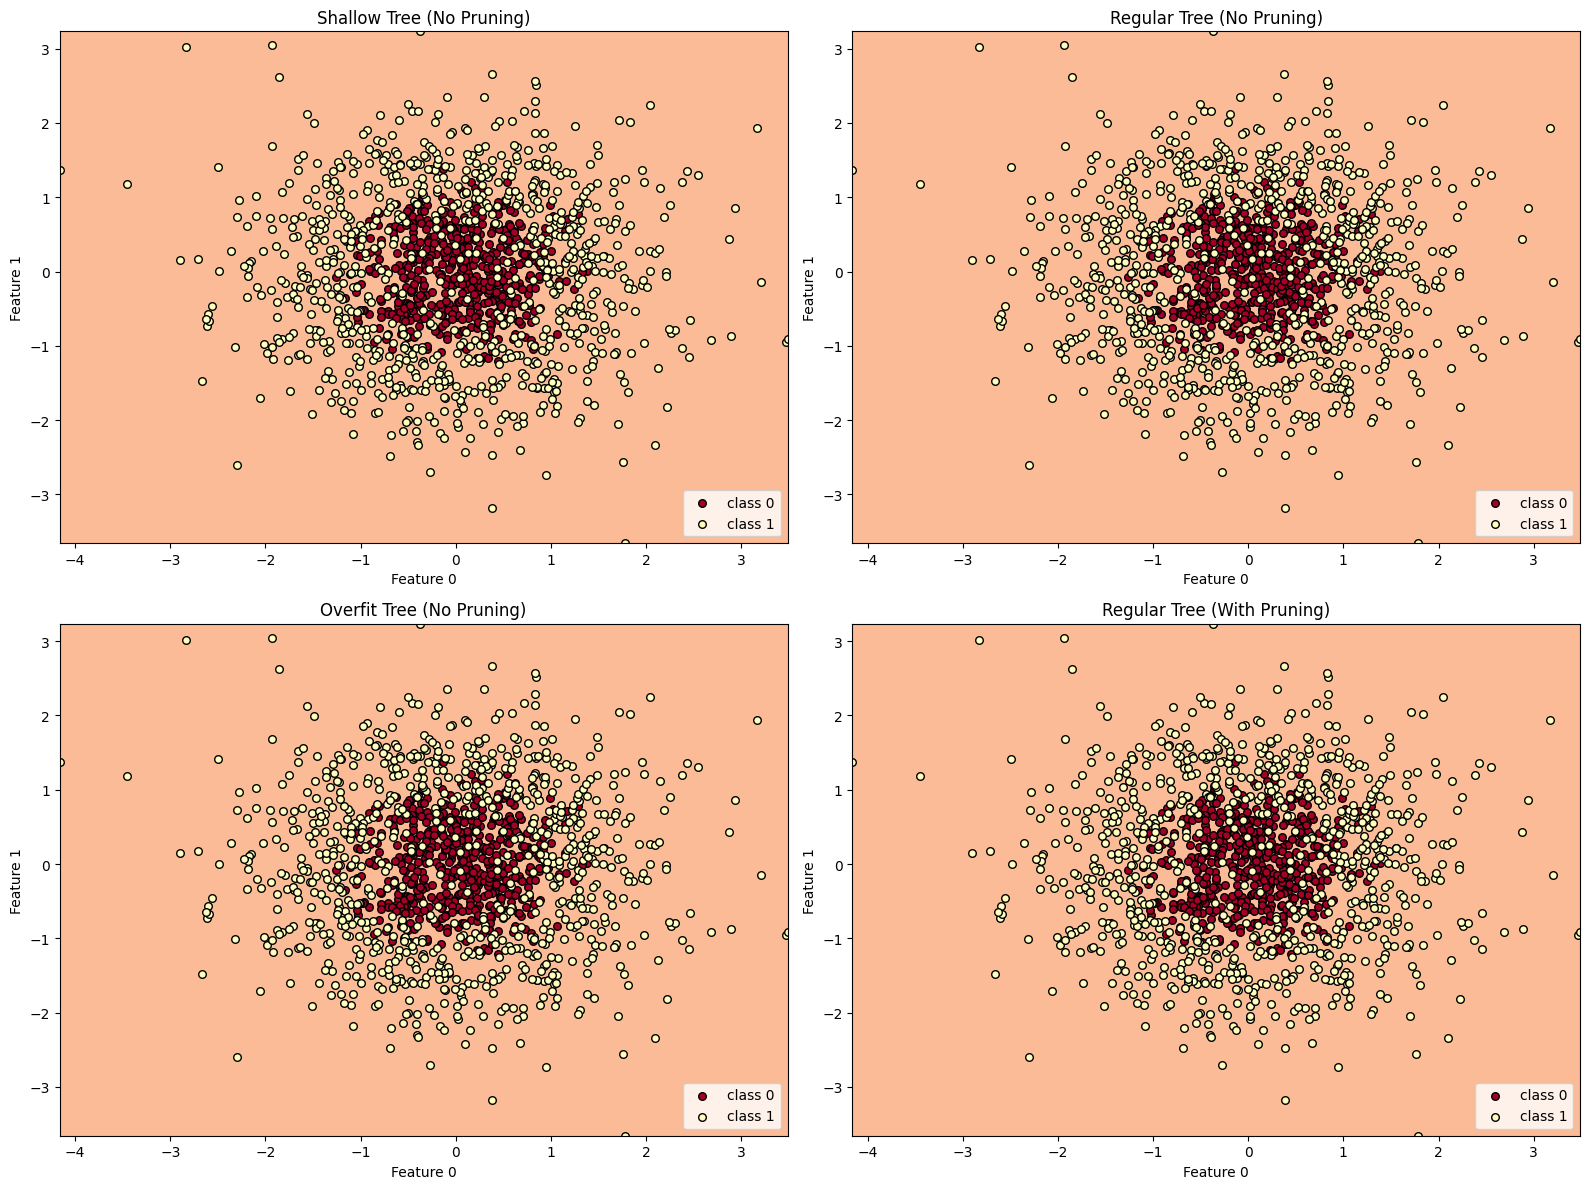 Shallow Tree (No Pruning)
3
2
1
0
−1
−2
−3
Feature 1
class 0
class 1
−4 −3 −2 −1 0 1 2 3
Feature 0
Regular Tree (No Pruning)
3
2
1
0
−1
−2
−3
Feature 1
class 0
class 1
−4 −3 −2 −1 0 1 2 3
Feature 0
Overfit Tree (No Pruning)
3
2
1
0
−1
−2
−3
Feature 1
class 0
class 1
−4 −3 −2 −1 0 1 2 3
Feature 0
Regular Tree (With Pruning)
3
2
1
0
−1
−2
−3
Feature 1
class 0
class 1
−4 −3 −2 −1 0 1 2 3
Feature 0